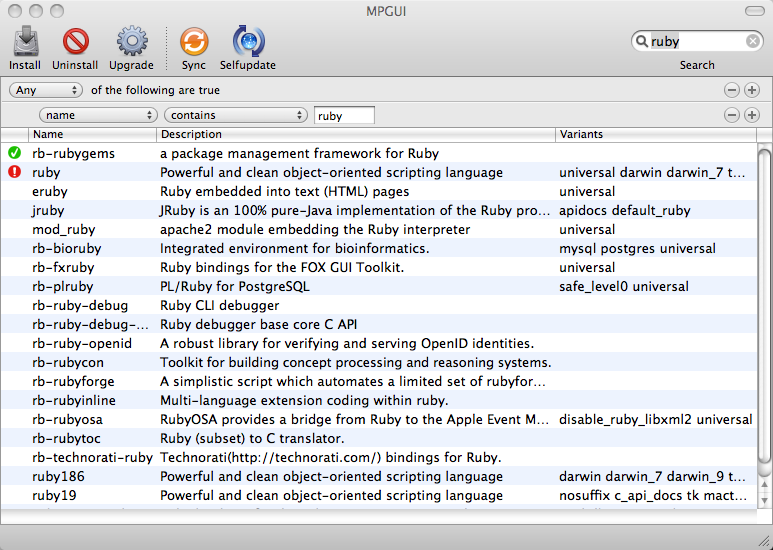 MPGUI
Install Uninstall Upgrade Sync Selfupdate
ruby
Search
Any of the following are true
name contains ruby
Name Description Variants
rb-rubygems a package management framework for Ruby
ruby Powerful and clean object-oriented scripting language universal darwin darwin_7 t...
eruby Ruby embedded into text (HTML) pages universal
jruby JRuby is an 100% pure-Java implementation of the Ruby pro... apidocs default_ruby
mod_ruby apache2 module embedding the Ruby interpreter universal
rb-bioruby Integrated environment for bioinformatics. mysql postgres universal
rb-fxruby Ruby bindings for the FOX GUI Toolkit. universal
rb-plruby PL/Ruby for PostgreSQL safe_level0 universal
rb-ruby-debug Ruby CLI debugger
rb-ruby-debug-... Ruby debugger base core C API
rb-ruby-openid A robust library for verifying and serving OpenID identities.
rb-rubycon Toolkit for building concept processing and reasoning systems.
rb-rubyforge A simplistic script which automates a limited set of rubyfor...
rb-rubyinline Multi-language extension coding within ruby.
rb-rubyosa RubyOSA provides a bridge from Ruby to the Apple Event M... disable_ruby_libxml2 universal
rb-rubytoc Ruby (subset) to C translator.
rb-technorati-ruby Technorati(http://technorati.com/) bindings for Ruby.
ruby186 Powerful and clean object-oriented scripting language darwin darwin_7 darwin_9 t...
ruby19 Powerful and clean object-oriented scripting language nosuffix c_api_docs tk mact...